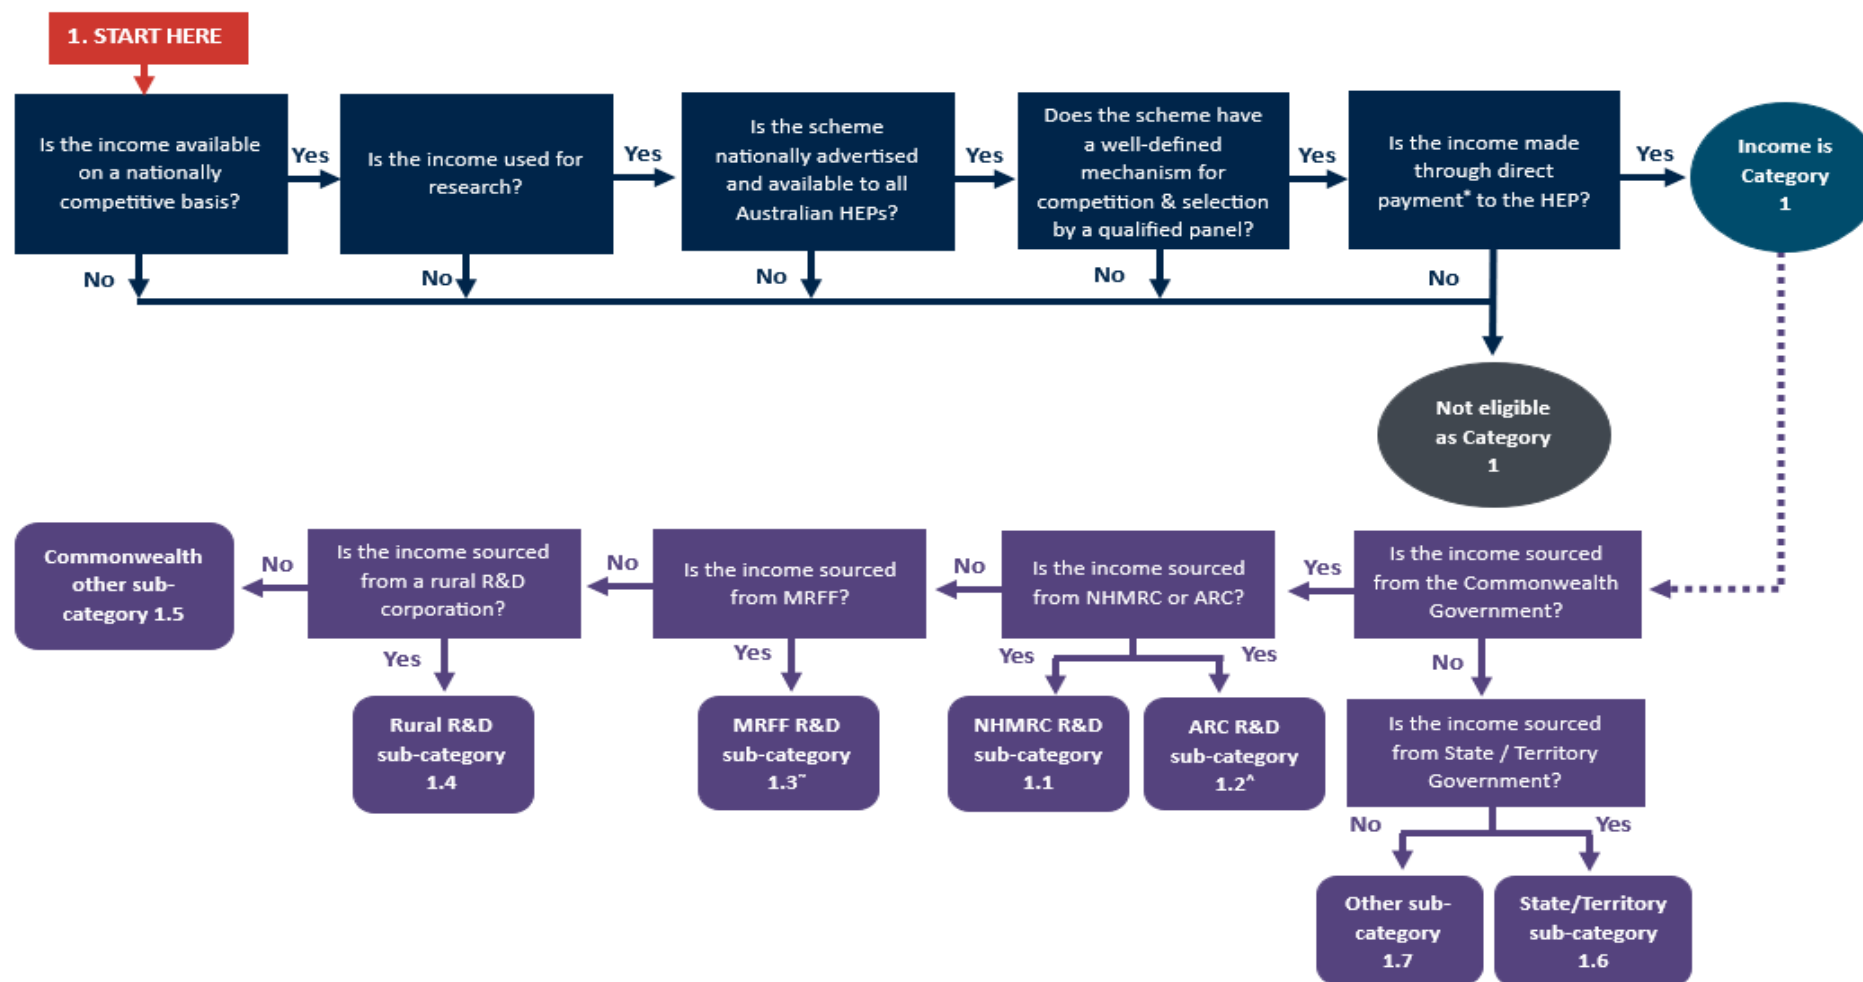 1. START HERE
Is the income available
on a nationally
competitive basis?
Yes
No
Is the income used for
research?
Yes
No
Is the scheme
nationally advertised
and available to all
Australian HEPs?
Yes
No
Does the scheme have
a well-defined
mechanism for
competition & selection
by a qualified panel?
Yes
No
Is the income made
through direct
payment* to the HEP?
Yes
No
Income is
Category
1
Not eligible
as Category
1
Is the income sourced
from the Commonwealth
Government?
Yes
No
Is the income sourced
from NHMRC or ARC?
No
Yes
Yes
Is the income sourced
from MRFF?
No
Yes
Is the income sourced
from a rural R&D
corporation?
No
Yes
Commonwealth
other sub-
category 1.5
Rural R&D
sub-category
1.4
MRFF R&D
sub-category
1.3~
NHMRC R&D
sub-category
1.1
ARC R&D
sub-category
1.2^
Is the income sourced
from State / Territory
Government?
No
Yes
Other sub-
category
1.7
State/Territory
sub-category
1.6